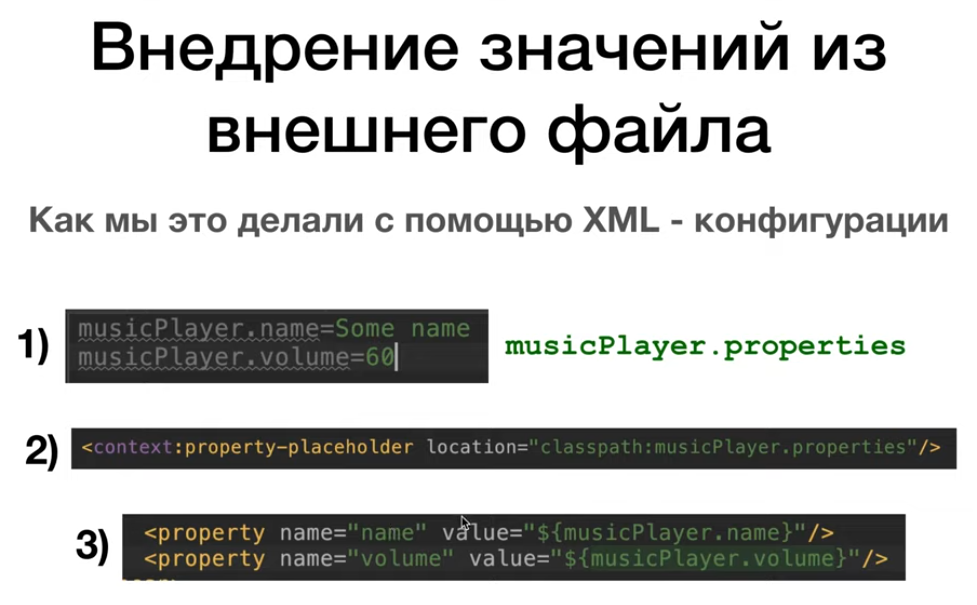 Внедрение значений из
внешнего файла
Как мы это делали с помощью XML - конфигурации
1)
musicPlayer.name=Some name
musicPlayer.volume=60
musicPlayer.properties
2)
<context:property-placeholder location="classpath:musicPlayer.properties"/>
3)
<property name="name" value="${musicPlayer.name}"/>
<property name="volume" value="${musicPlayer.volume}"/>